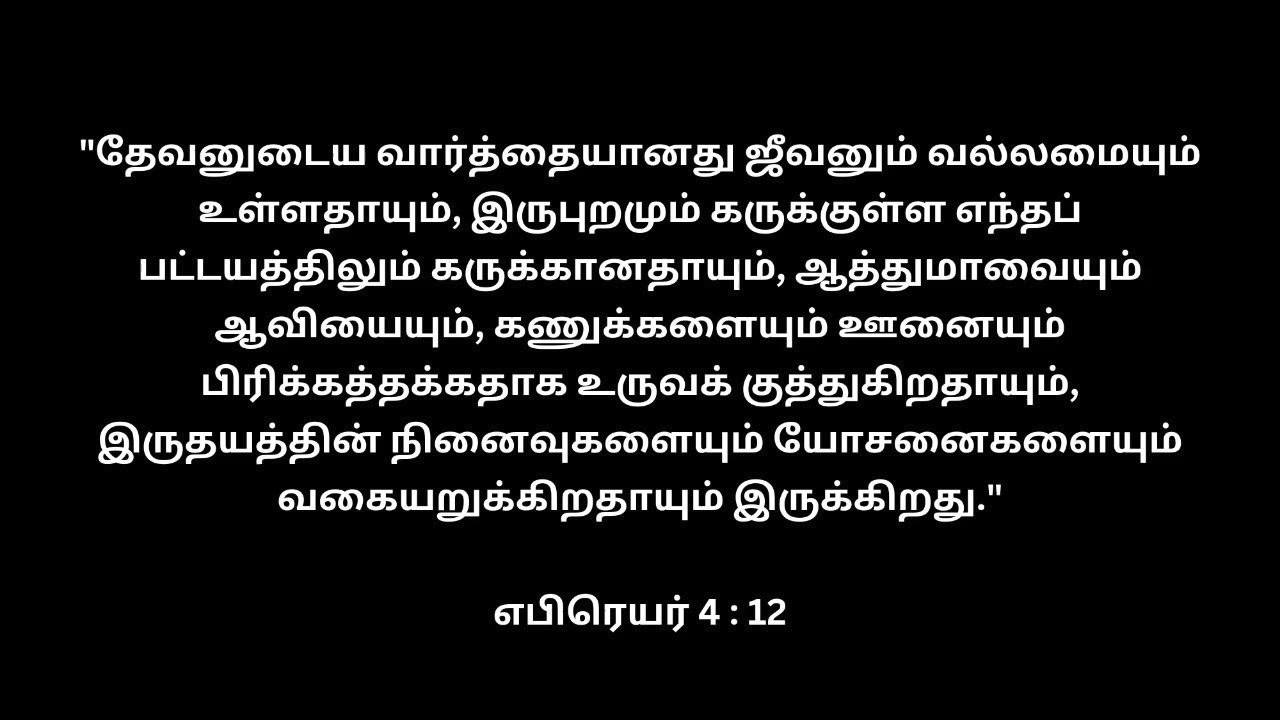 "தேவனுடைய வார்த்தையானது ஜீவனும் வல்லமையும்
உள்ளதாயும், இருபுறமும் கருக்குள்ள எந்தப்
பட்டயத்திலும் கருக்கானதாயும், ஆத்துமாவையும்
ஆவியையும், கணுக்களையும் ஊனையும்
பிரிக்கத்தக்கதாக உருவக் குத்துகிறதாயும்,
இருதயத்தின் நினைவுகளையும் யோசனைகளையும்
வகையறுக்கிறதாயும் இருக்கிறது."
எபிரெயர் 4 : 12